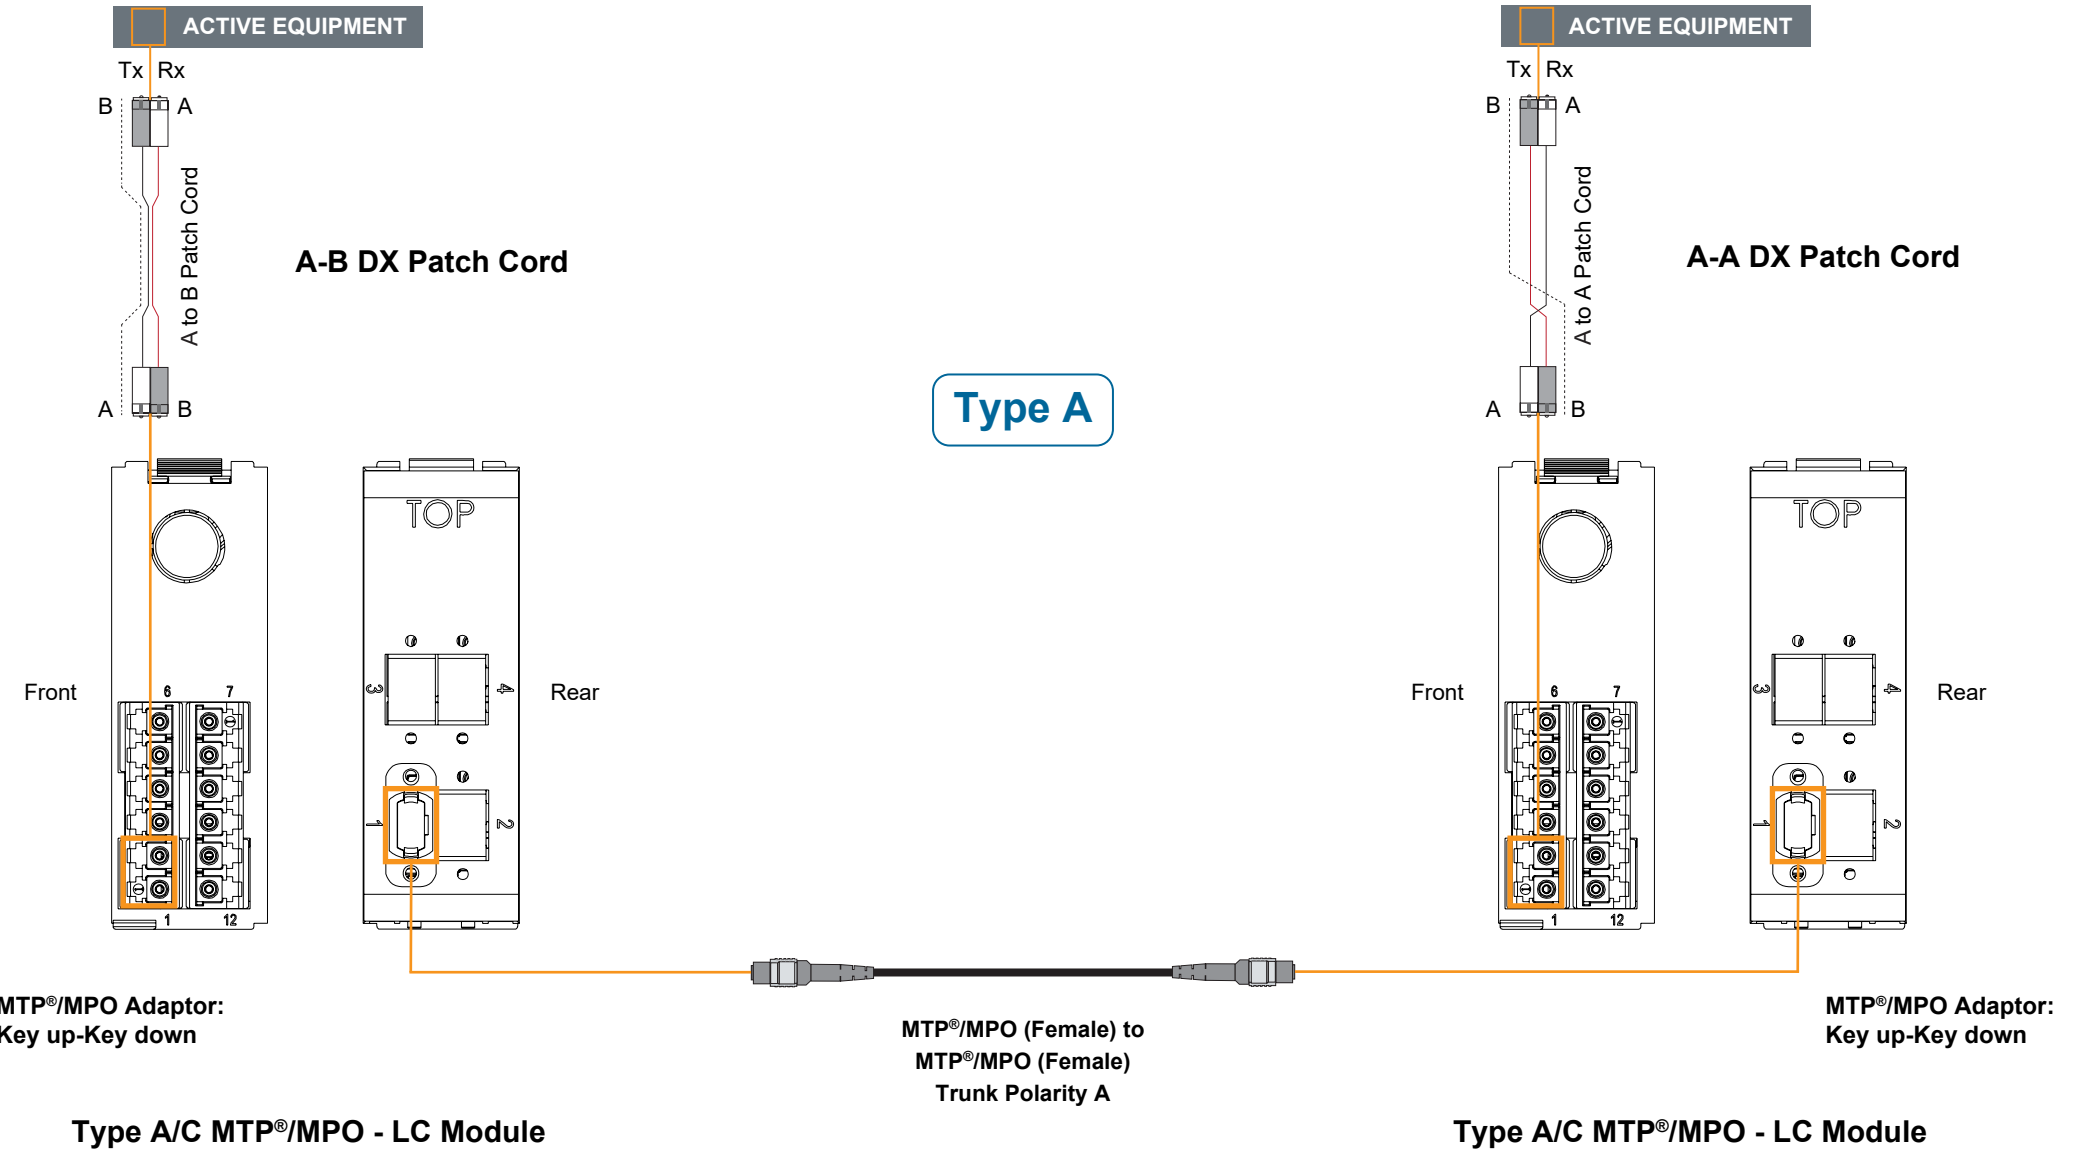 ACTIVE EQUIPMENT
Tx Rx
B A
A to B Patch Cord
A-B DX Patch Cord
A B
TOP
3 4
Front
Rear
6 7
1 2
1 12
ACTIVE EQUIPMENT
Tx Rx
B A
A to A Patch Cord
A-A DX Patch Cord
A B
Type A
TOP
3 4
Front
Rear
6 7
1 2
1 12
MTP®/MPO Adaptor:
Key up-Key down
MTP®/MPO (Female) to
MTP®/MPO (Female)
Trunk Polarity A
MTP®/MPO Adaptor:
Key up-Key down
Type A/C MTP®/MPO - LC Module
Type A/C MTP®/MPO - LC Module